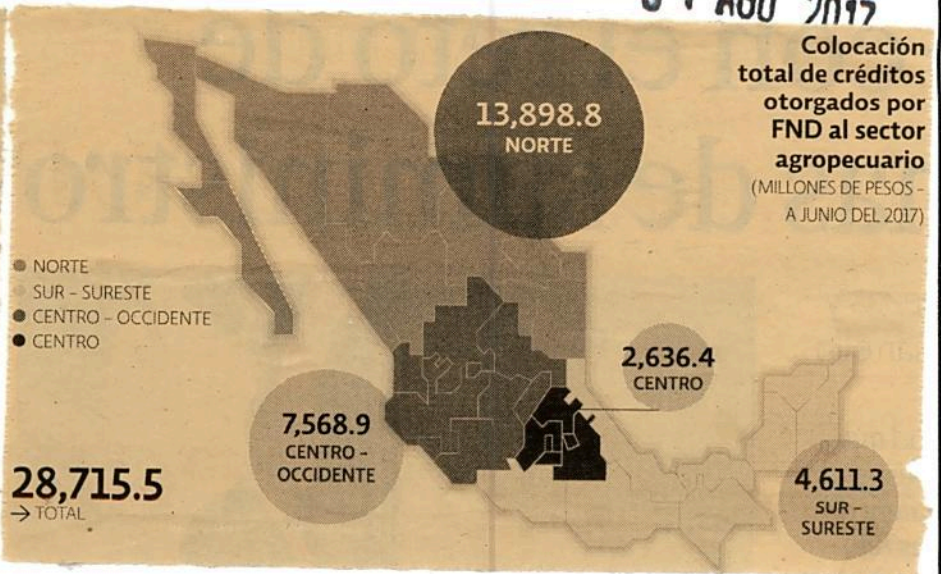 AGO 2017
Colocación
total de créditos
otorgados por
FND al sector
agropecuario
(MILLONES DE PESOS –
A JUNIO DEL 2017)
13,898.8
NORTE
NORTE
SUR – SURESTE
CENTRO – OCCIDENTE
CENTRO
2,636.4
CENTRO
7,568.9
CENTRO –
OCCIDENTE
4,611.3
SUR –
SURESTE
28,715.5
→ TOTAL